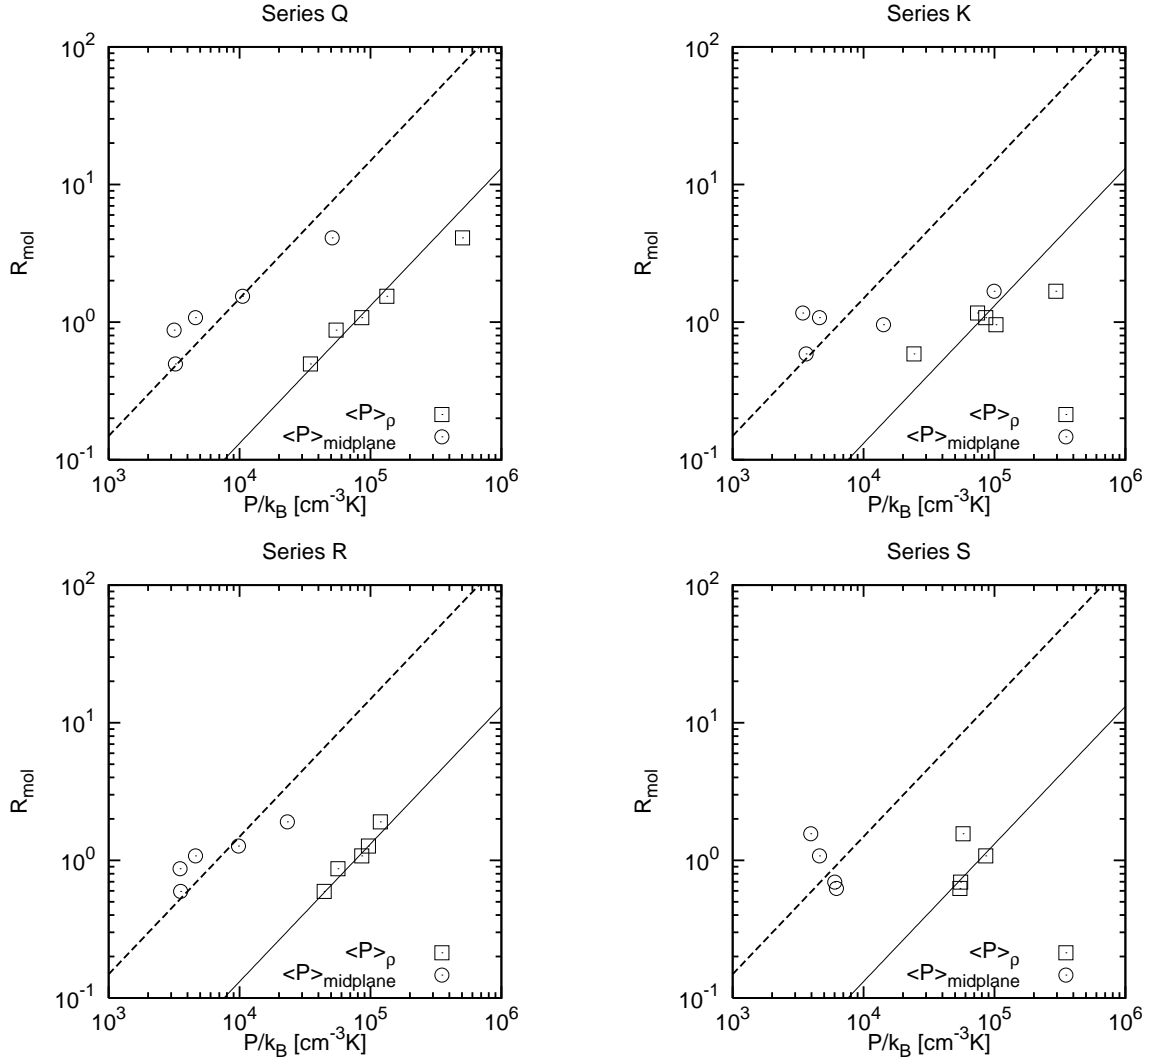 Series Q
10^2
10^1
10^0
10^-1
R_mol
<P>_ρ
<P>_midplane
10^3 10^4 10^5 10^6
P/k_B [cm^-3K]
Series K
10^2
10^1
10^0
10^-1
R_mol
<P>_ρ
<P>_midplane
10^3 10^4 10^5 10^6
P/k_B [cm^-3K]
Series R
10^2
10^1
10^0
10^-1
R_mol
<P>_ρ
<P>_midplane
10^3 10^4 10^5 10^6
P/k_B [cm^-3K]
Series S
10^2
10^1
10^0
10^-1
R_mol
<P>_ρ
<P>_midplane
10^3 10^4 10^5 10^6
P/k_B [cm^-3K]